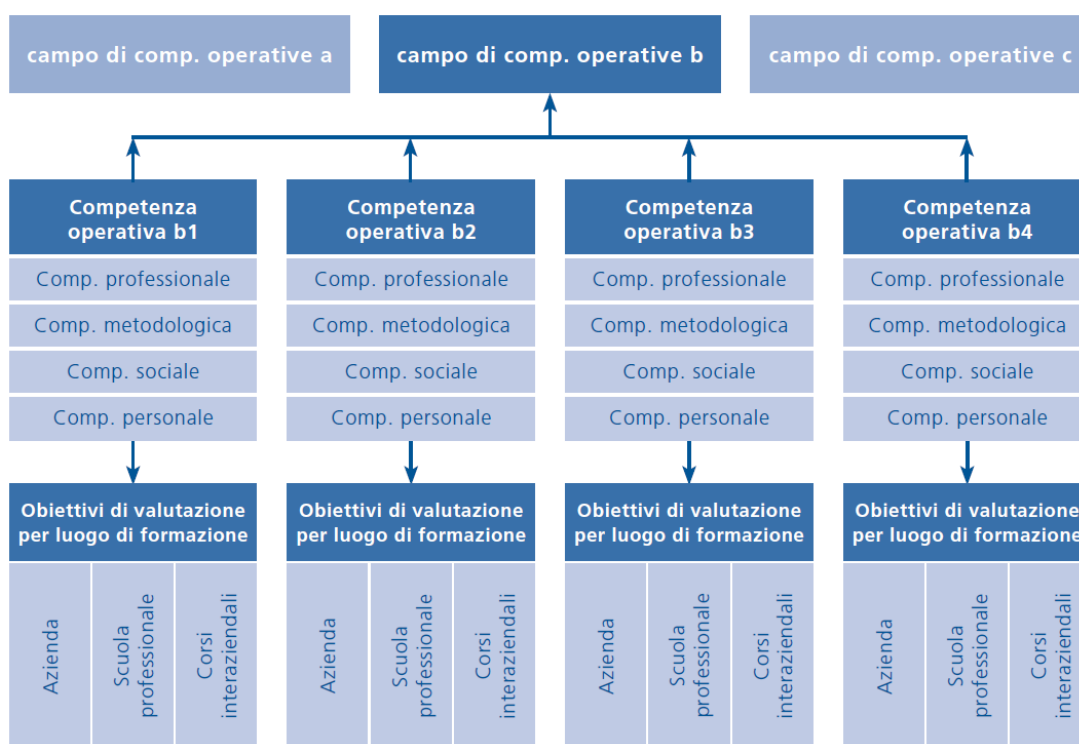 campo di comp. operative a
campo di comp. operative b
campo di comp. operative c
Competenza
operativa b1
Comp. professionale
Comp. metodologica
Comp. sociale
Comp. personale
Obiettivi di valutazione
per luogo di formazione
Azienda
Scuola
professionale
Corsi
interaziendali
Competenza
operativa b2
Comp. professionale
Comp. metodologica
Comp. sociale
Comp. personale
Obiettivi di valutazione
per luogo di formazione
Azienda
Scuola
professionale
Corsi
interaziendali
Competenza
operativa b3
Comp. professionale
Comp. metodologica
Comp. sociale
Comp. personale
Obiettivi di valutazione
per luogo di formazione
Azienda
Scuola
professionale
Corsi
interaziendali
Competenza
operativa b4
Comp. professionale
Comp. metodologica
Comp. sociale
Comp. personale
Obiettivi di valutazione
per luogo di formazione
Azienda
Scuola
professionale
Corsi
interaziendali